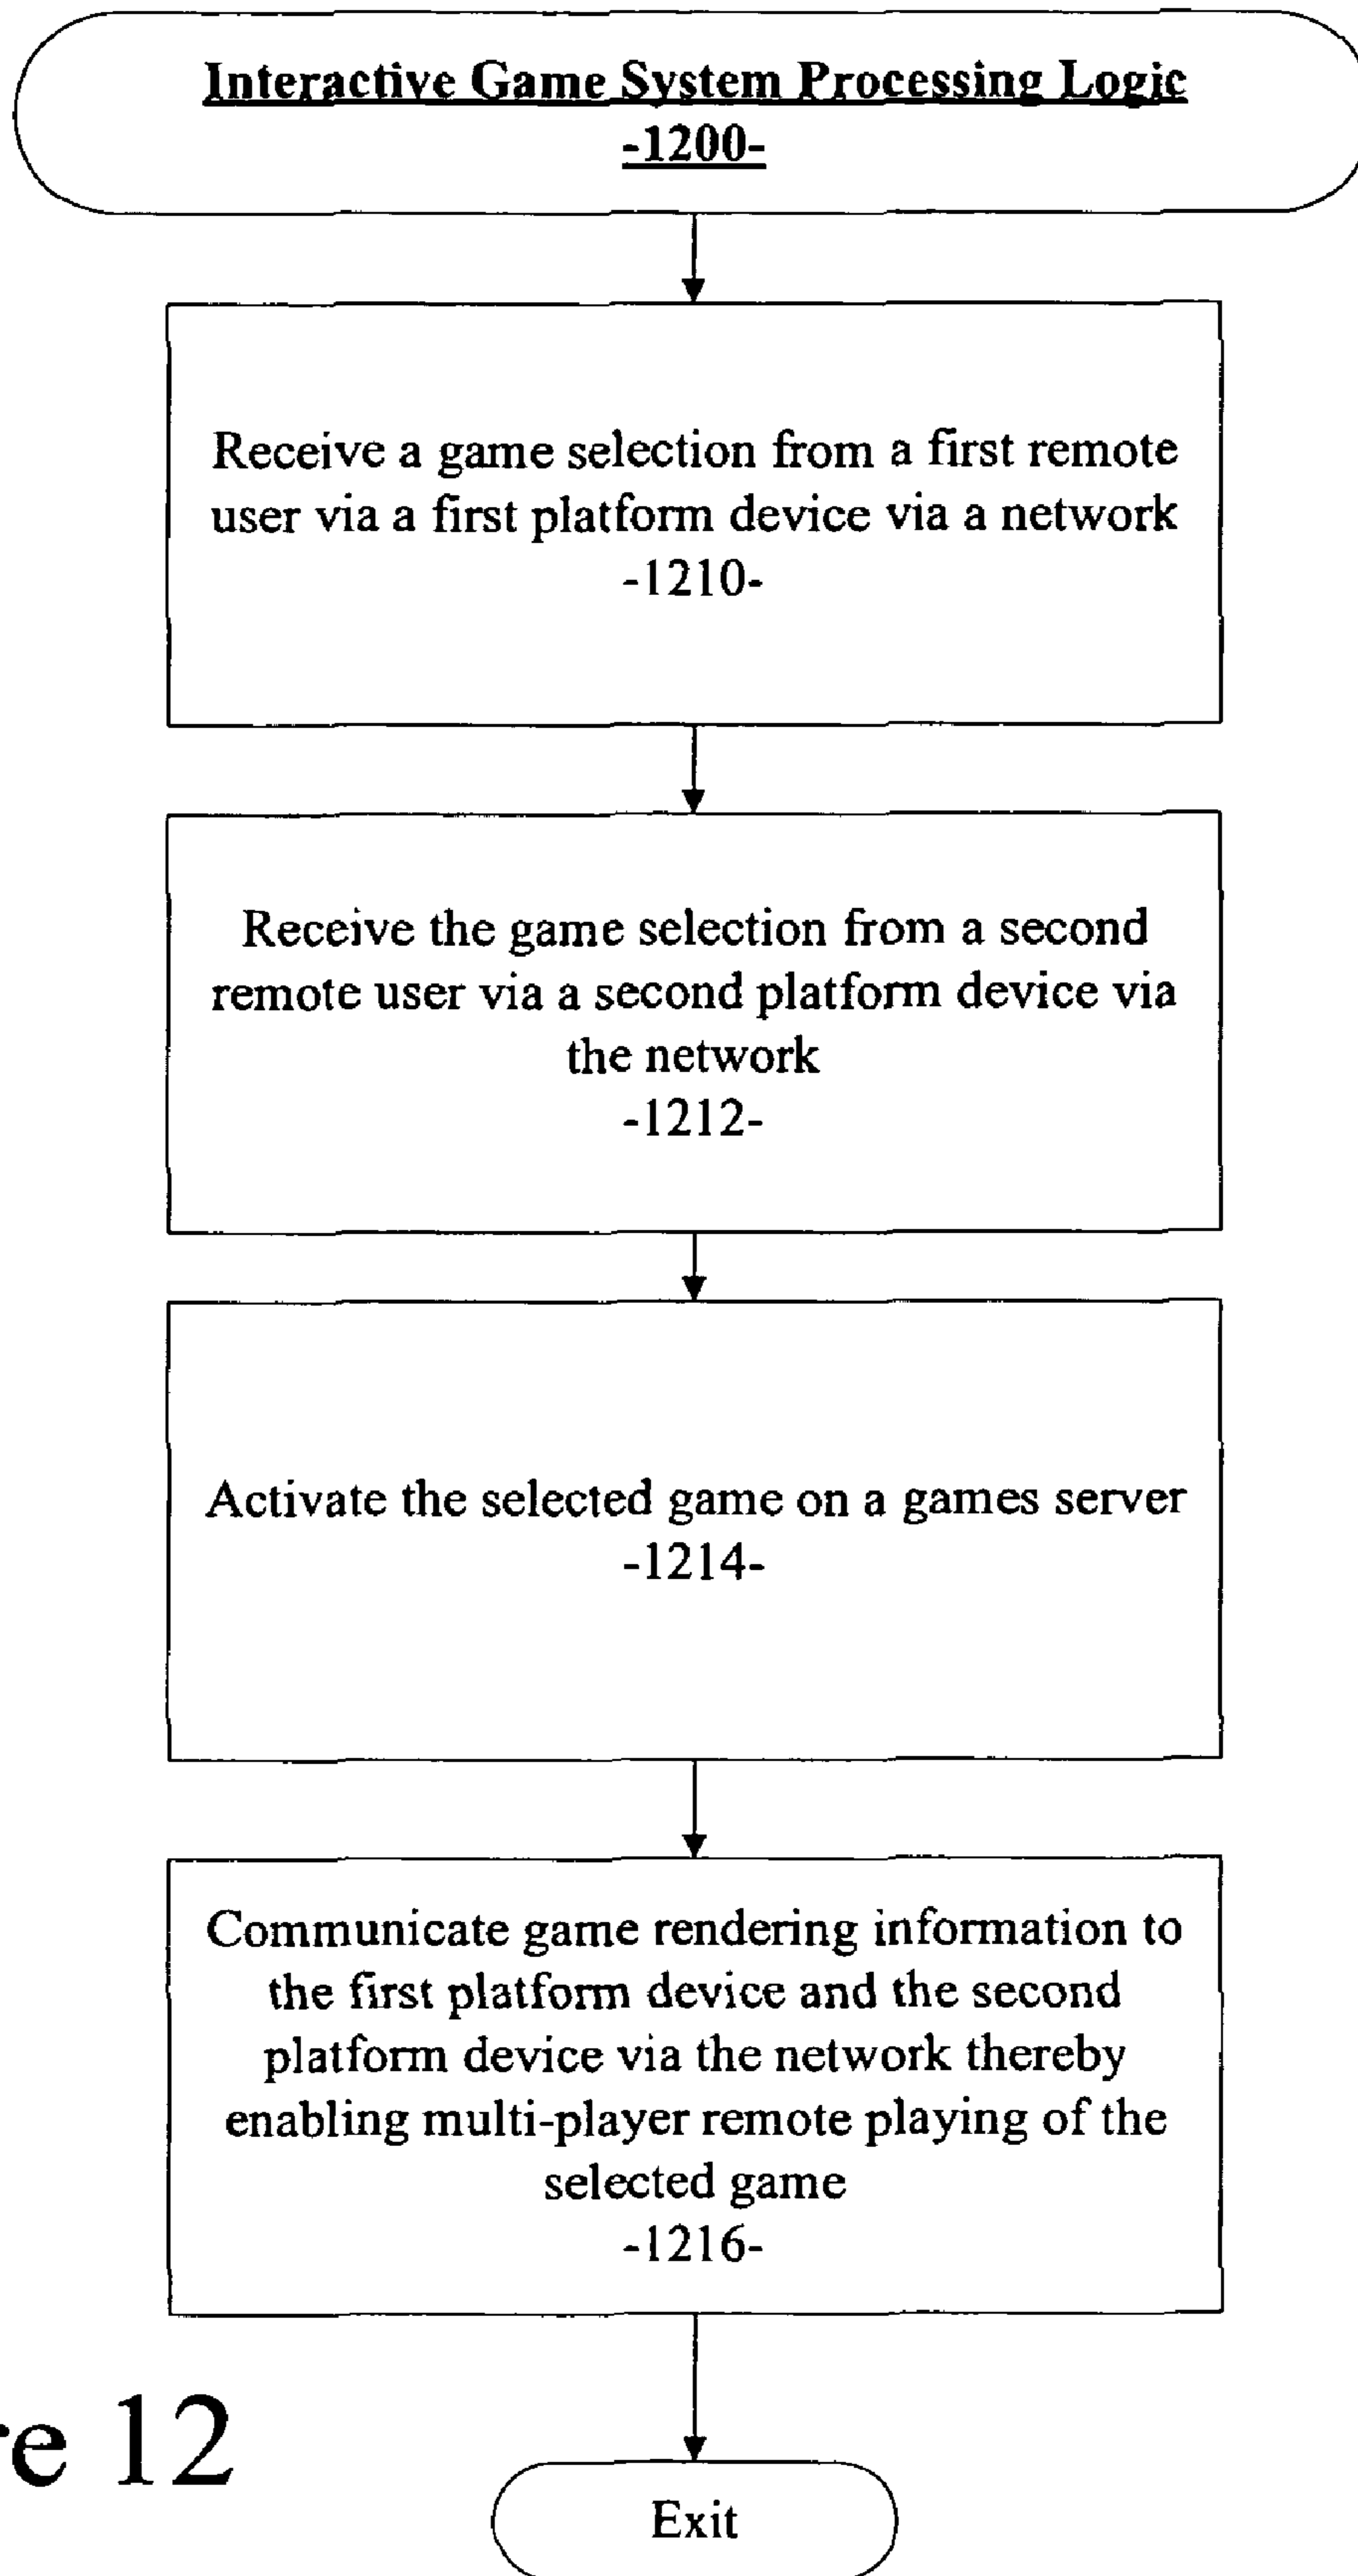 Interactive Game System Processing Logic
-1200-
Receive a game selection from a first remote
user via a first platform device via a network
-1210-
Receive the game selection from a second
remote user via a second platform device via
the network
-1212-
Activate the selected game on a games server
-1214-
Communicate game rendering information to
the first platform device and the second
platform device via the network thereby
enabling multi-player remote playing of the
selected game
-1216-
re 12
Exit